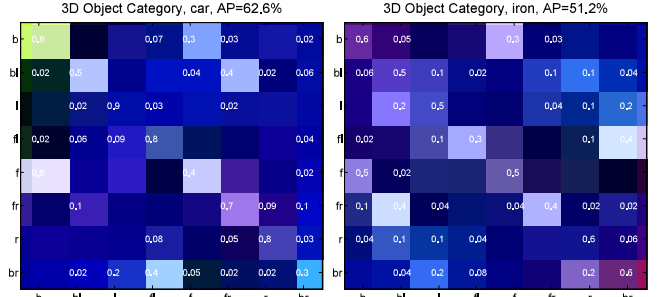 3D Object Category, car, AP=62.6%
b 0.6 0.07 0.3 0.03 0.02
bl 0.02 0.5 0.04 0.4 0.02 0.06
l 0.02 0.9 0.03 0.02
fl 0.02 0.06 0.09 0.8 0.04
f 0.4 0.02
fr 0.1 0.7 0.09 0.1
r 0.08 0.05 0.8 0.03
br 0.02 0.2 0.4 0.05 0.02 0.02 0.3
3D Object Category, iron, AP=51.2%
b 0.6 0.05 0.3 0.03
bl 0.06 0.5 0.1 0.02 0.1 0.1 0.04
l 0.2 0.5 0.04 0.1 0.2
fl 0.02 0.1 0.3 0.1 0.4
f 0.5 0.02 0.5
fr 0.1 0.4 0.04 0.04 0.4 0.02 0.02
r 0.04 0.1 0.1 0.04 0.6 0.06
br 0.04 0.2 0.08 0.2 0.6